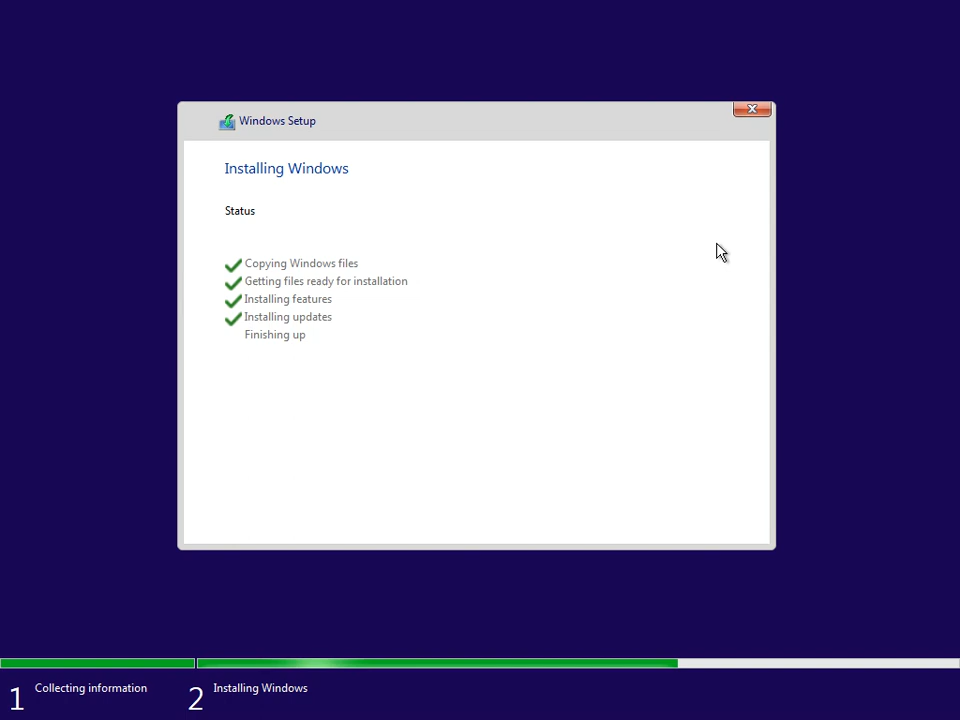 Windows Setup
Installing Windows
Status
Copying Windows files
Getting files ready for installation
Installing features
Installing updates
Finishing up
1 Collecting information
2 Installing Windows